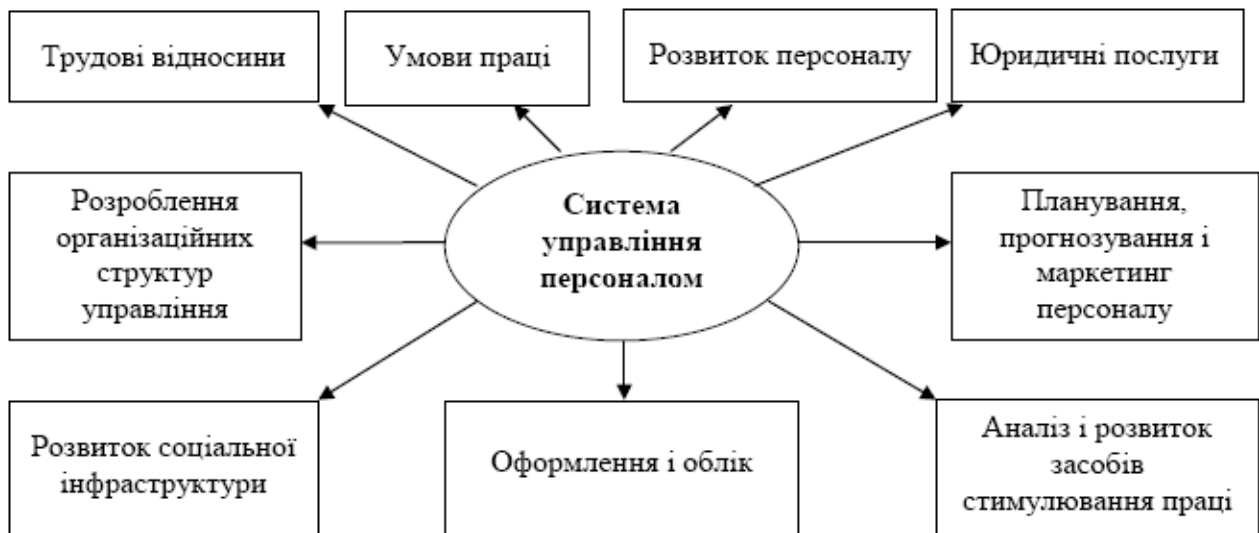 Трудові відносини
Умови праці
Розвиток персоналу
Юридичні послуги
Розроблення
організаційних
структур
управління
Система
управління
персоналом
Планування,
прогнозування і
маркетинг
персоналу
Розвиток соціальної
інфраструктури
Оформлення і облік
Аналіз і розвиток
засобів
стимулювання праці